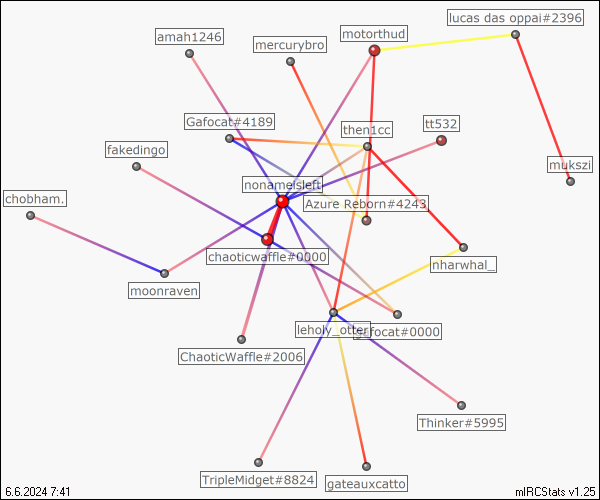 lucas das oppai#2396
amah1246
motorthud
mercurybro
Gafocat#4189
then1cc
tt532
fakedingo
mukszi
nonameisleft
chobham.
Azure Reborn#4243
chaoticwaffle#0000
nharwhal_
moonraven
leholy_otter
gafocat#0000
ChaoticWaffle#2006
Thinker#5995
TripleMidget#8824
gateauxcatto
6.6.2024 7:41
mIRCStats v1.25